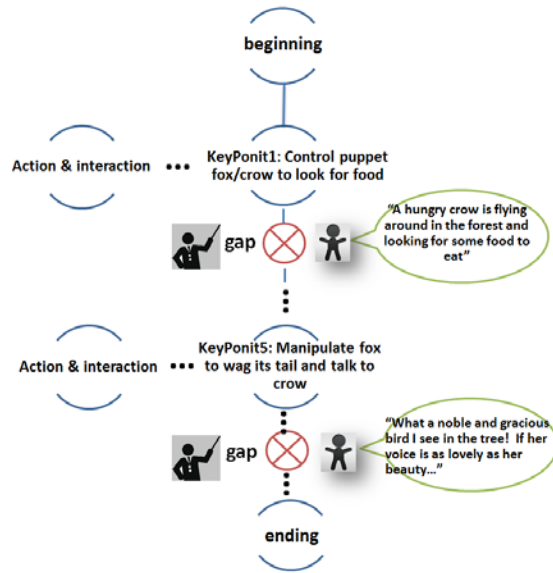 beginning
Action & interaction
KeyPonit1: Control puppet
fox/crow to look for food
gap
“A hungry crow is flying
around in the forest and
looking for some food to
eat”
Action & interaction
KeyPonit5: Manipulate fox
to wag its tail and talk to
crow
gap
“What a noble and gracious
bird I see in the tree! If her
voice is as lovely as her
beauty...”
ending